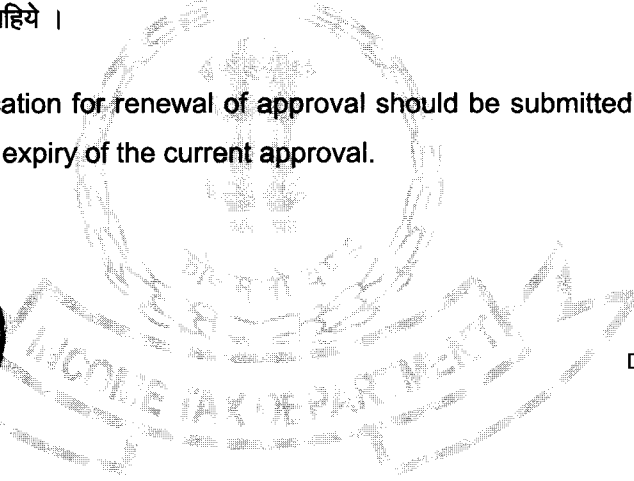 हिये ।
ation for renewal of approval should be submitted
expiry of the current approval.
INCOME TAX DEPARTMENT
D